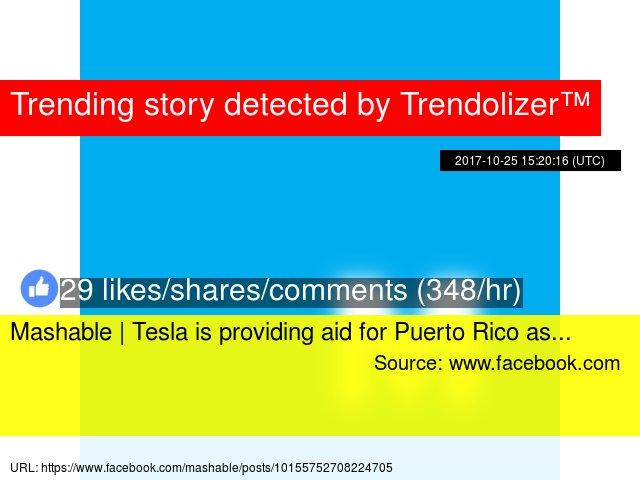 Trending story detected by Trendolizer™
2017-10-25 15:20:16 (UTC)
29 likes/shares/comments (348/hr)
Mashable | Tesla is providing aid for Puerto Rico as...
Source: www.facebook.com
URL: https://www.facebook.com/mashable/posts/10155752708224705